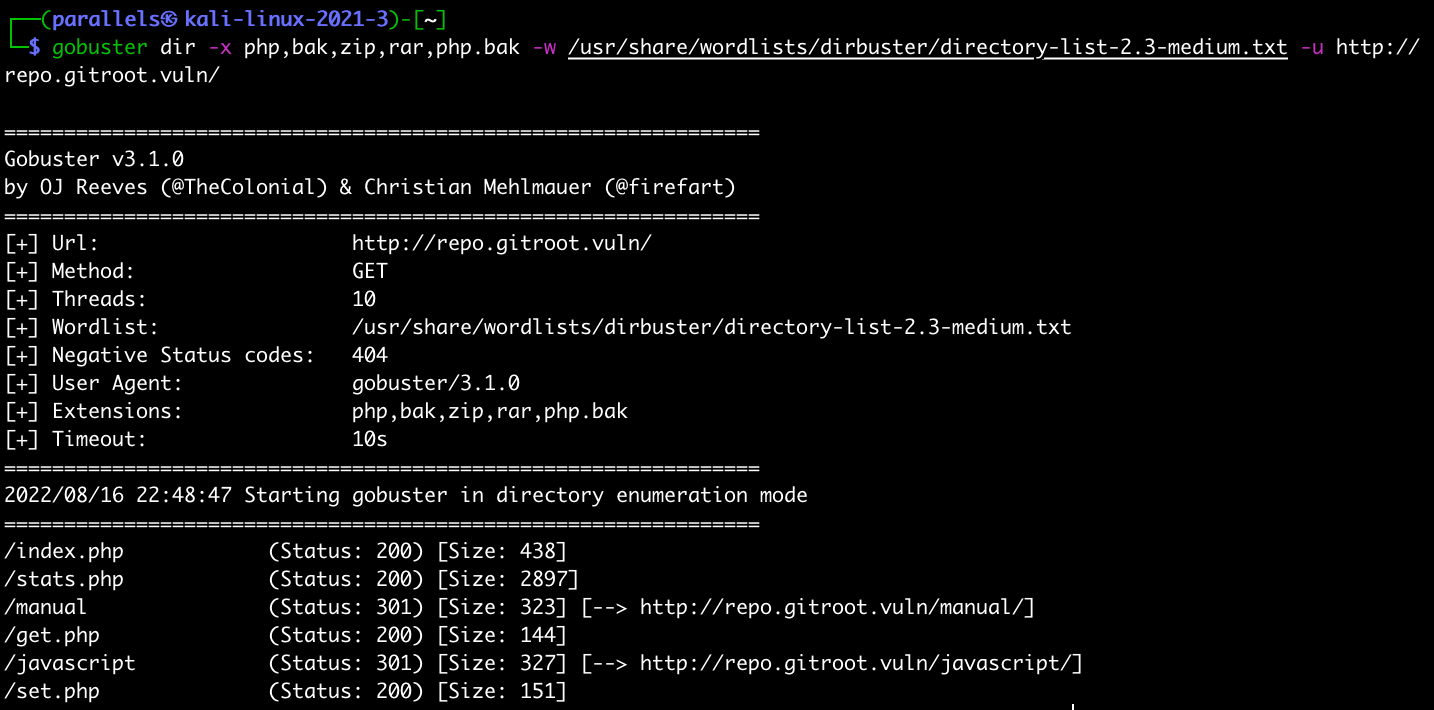 ┌──(parallels㉿kali-linux-2021-3)-[~]
└─$ gobuster dir -x php,bak,zip,rar,php.bak -w /usr/share/wordlists/dirbuster/directory-list-2.3-medium.txt -u http://
repo.gitroot.vuln/
===============================================================
Gobuster v3.1.0
by OJ Reeves (@TheColonial) & Christian Mehlmauer (@firefart)
===============================================================
[+] Url:                     http://repo.gitroot.vuln/
[+] Method:                  GET
[+] Threads:                 10
[+] Wordlist:                /usr/share/wordlists/dirbuster/directory-list-2.3-medium.txt
[+] Negative Status codes:   404
[+] User Agent:              gobuster/3.1.0
[+] Extensions:              php,bak,zip,rar,php.bak
[+] Timeout:                 10s
===============================================================
2022/08/16 22:48:47 Starting gobuster in directory enumeration mode
===============================================================
/index.php            (Status: 200) [Size: 438]
/stats.php            (Status: 200) [Size: 2897]
/manual               (Status: 301) [Size: 323] [--> http://repo.gitroot.vuln/manual/]
/get.php              (Status: 200) [Size: 144]
/javascript           (Status: 301) [Size: 327] [--> http://repo.gitroot.vuln/javascript/]
/set.php              (Status: 200) [Size: 151]